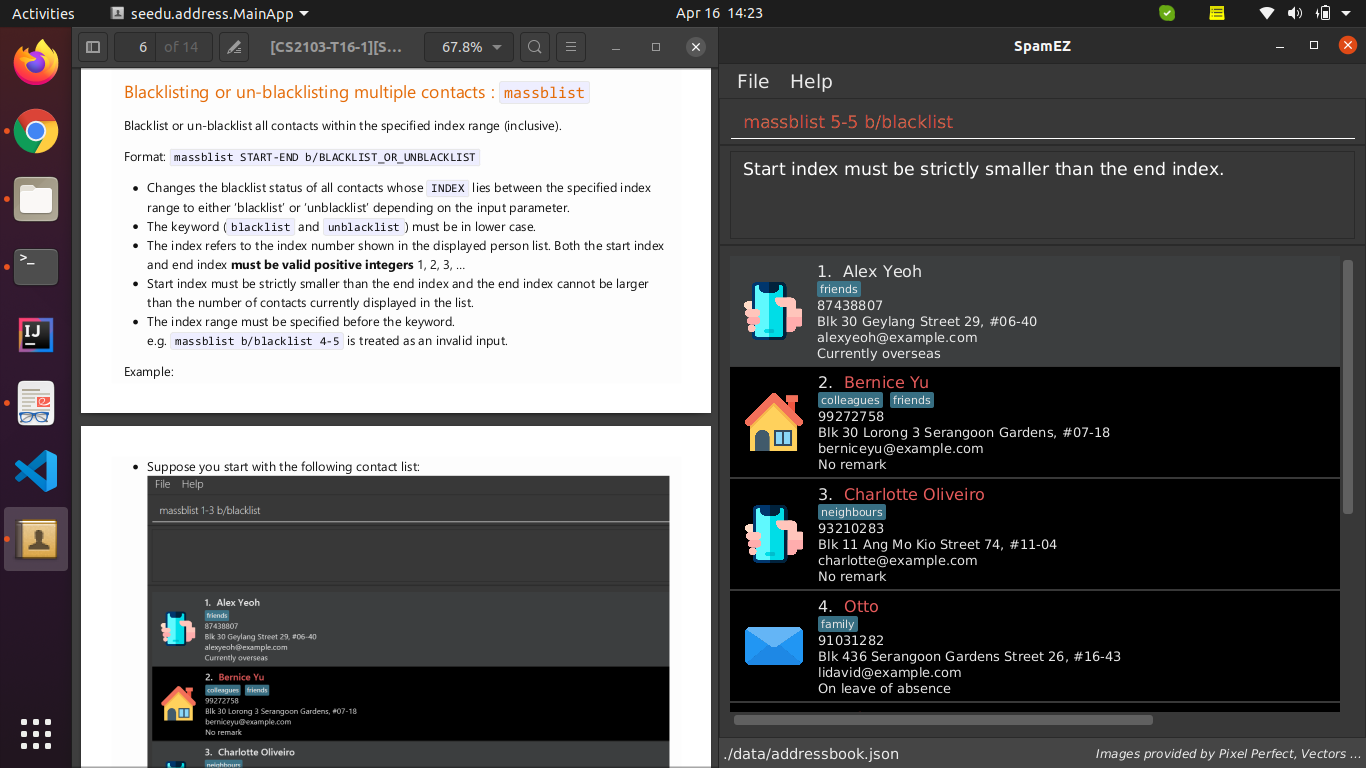 Activities
seedu.address.MainApp
Apr 16 14:23
6 of 14
[CS2103-T16-1][S...
67.8%
Blacklisting or un-blacklisting multiple contacts : massblist
Blacklist or un-blacklist all contacts within the specified index range (inclusive).
Format: massblist START-END b/BLACKLIST_OR_UNBLACKLIST
• Changes the blacklist status of all contacts whose INDEX lies between the specified index
range to either ‘blacklist’ or ‘unblacklist’ depending on the input parameter.
• The keyword ( blacklist and unblacklist ) must be in lower case.
• The index refers to the index number shown in the displayed person list. Both the start index
and end index must be valid positive integers 1, 2, 3, …
• Start index must be strictly smaller than the end index and the end index cannot be larger
than the number of contacts currently displayed in the list.
• The index range must be specified before the keyword.
e.g. massblist b/blacklist 4-5 is treated as an invalid input.
Example:
• Suppose you start with the following contact list:
File Help
massblist 1-3 b/blacklist
1. Alex Yeoh
friends
87438807
Blk 30 Geylang Street 29, #06-40
alexyeoh@example.com
Currently overseas
2. Bernice Yu
colleagues friends
99272758
Blk 30 Lorong 3 Serangoon Gardens, #07-18
berniceyu@example.com
No remark
3. Charlotte Oliveiro
neighbours
SpamEZ
File Help
massblist 5-5 b/blacklist
Start index must be strictly smaller than the end index.
1. Alex Yeoh
friends
87438807
Blk 30 Geylang Street 29, #06-40
alexyeoh@example.com
Currently overseas
2. Bernice Yu
colleagues friends
99272758
Blk 30 Lorong 3 Serangoon Gardens, #07-18
berniceyu@example.com
No remark
3. Charlotte Oliveiro
neighbours
93210283
Blk 11 Ang Mo Kio Street 74, #11-04
charlotte@example.com
No remark
4. Otto
family
91031282
Blk 436 Serangoon Gardens Street 26, #16-43
lidavid@example.com
On leave of absence
./data/addressbook.json
Images provided by Pixel Perfect, Vectors ...